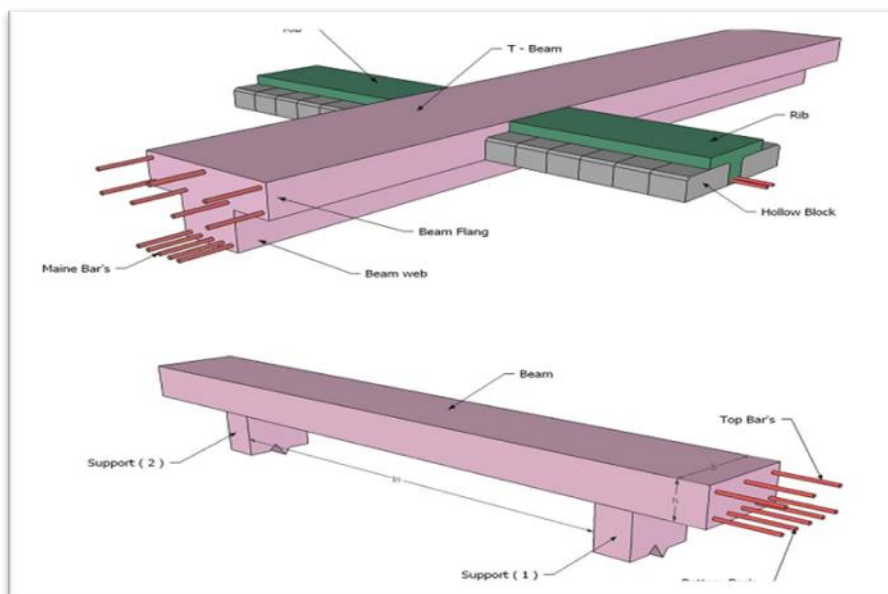 T - Beam
Rib
Hollow Block
Beam Flang
Maine Bar's
Beam web
Beam
Top Bar's
Support ( 2 )
b
h
ln
Support ( 1 )